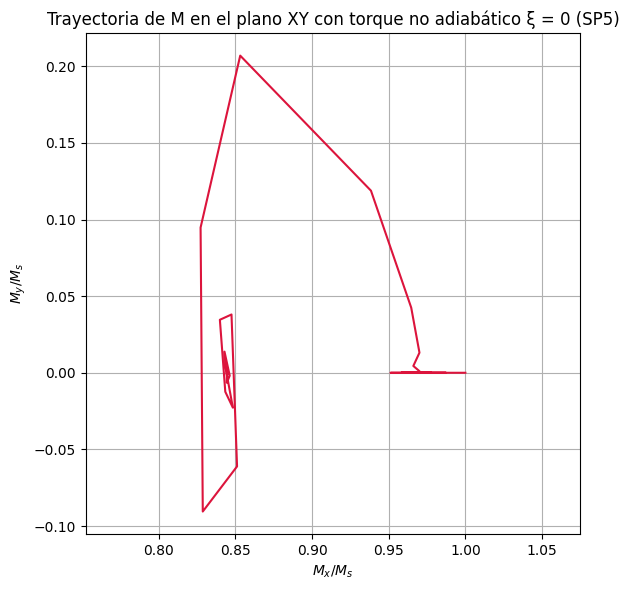 Trayectoria de M en el plano XY con torque no adiabático ξ = 0 (SP5)
0.20
0.15
0.10
0.05
0.00
−0.05
−0.10
M_y/M_s
0.80 0.85 0.90 0.95 1.00 1.05
M_x/M_s